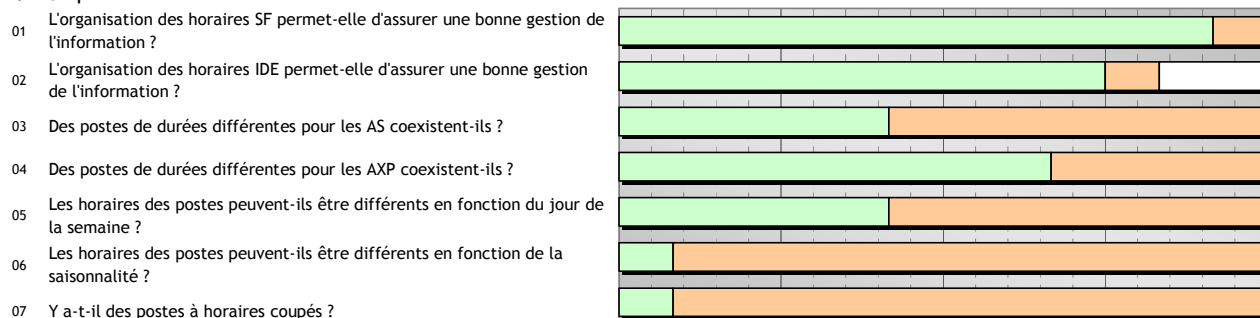 01 L'organisation des horaires SF permet-elle d'assurer une bonne gestion de
l'information ?
02 L'organisation des horaires IDE permet-elle d'assurer une bonne gestion
de l'information ?
03 Des postes de durées différentes pour les AS coexistent-ils ?
04 Des postes de durées différentes pour les AXP coexistent-ils ?
05 Les horaires des postes peuvent-ils être différents en fonction du jour de
la semaine ?
06 Les horaires des postes peuvent-ils être différents en fonction de la
saisonnalité ?
07 Y a-t-il des postes à horaires coupés ?